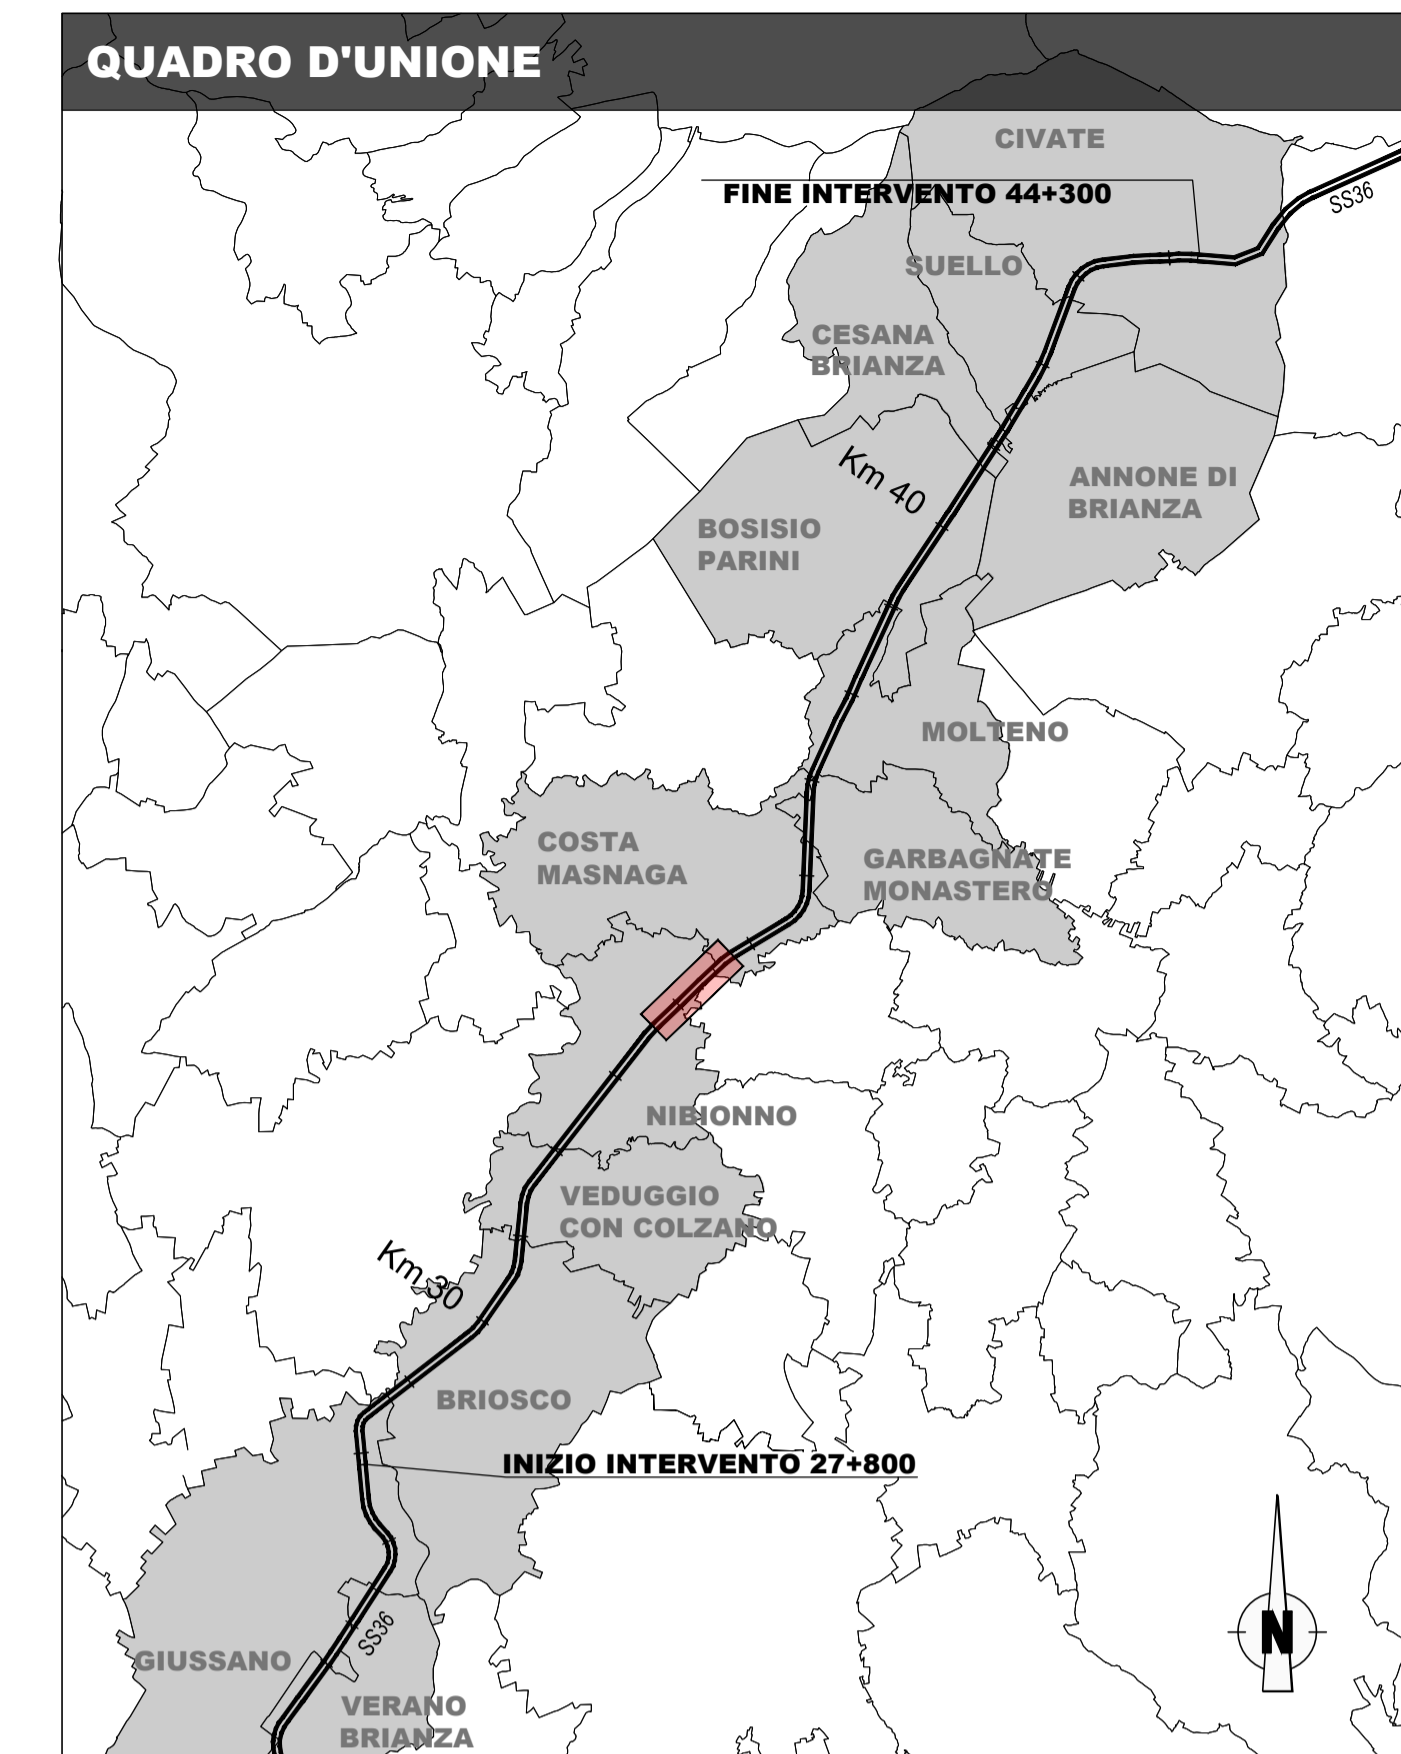 QUADRO D'UNIONE
CIVATE
FINE INTERVENTO 44+300
SS36
SUELLO
CESANA
BRIANZA
Km 40
ANNONE DI
BRIANZA
BOSISIO
PARINI
MOLTENO
COSTA
MASNAGA
GARBAGNATE
MONASTERO
NIBIONNO
VEDUGGIO
CON COLZANO
Km 30
BRIOSCO
INIZIO INTERVENTO 27+800
N
SS36
GIUSSANO
VERANO
BRIANZA